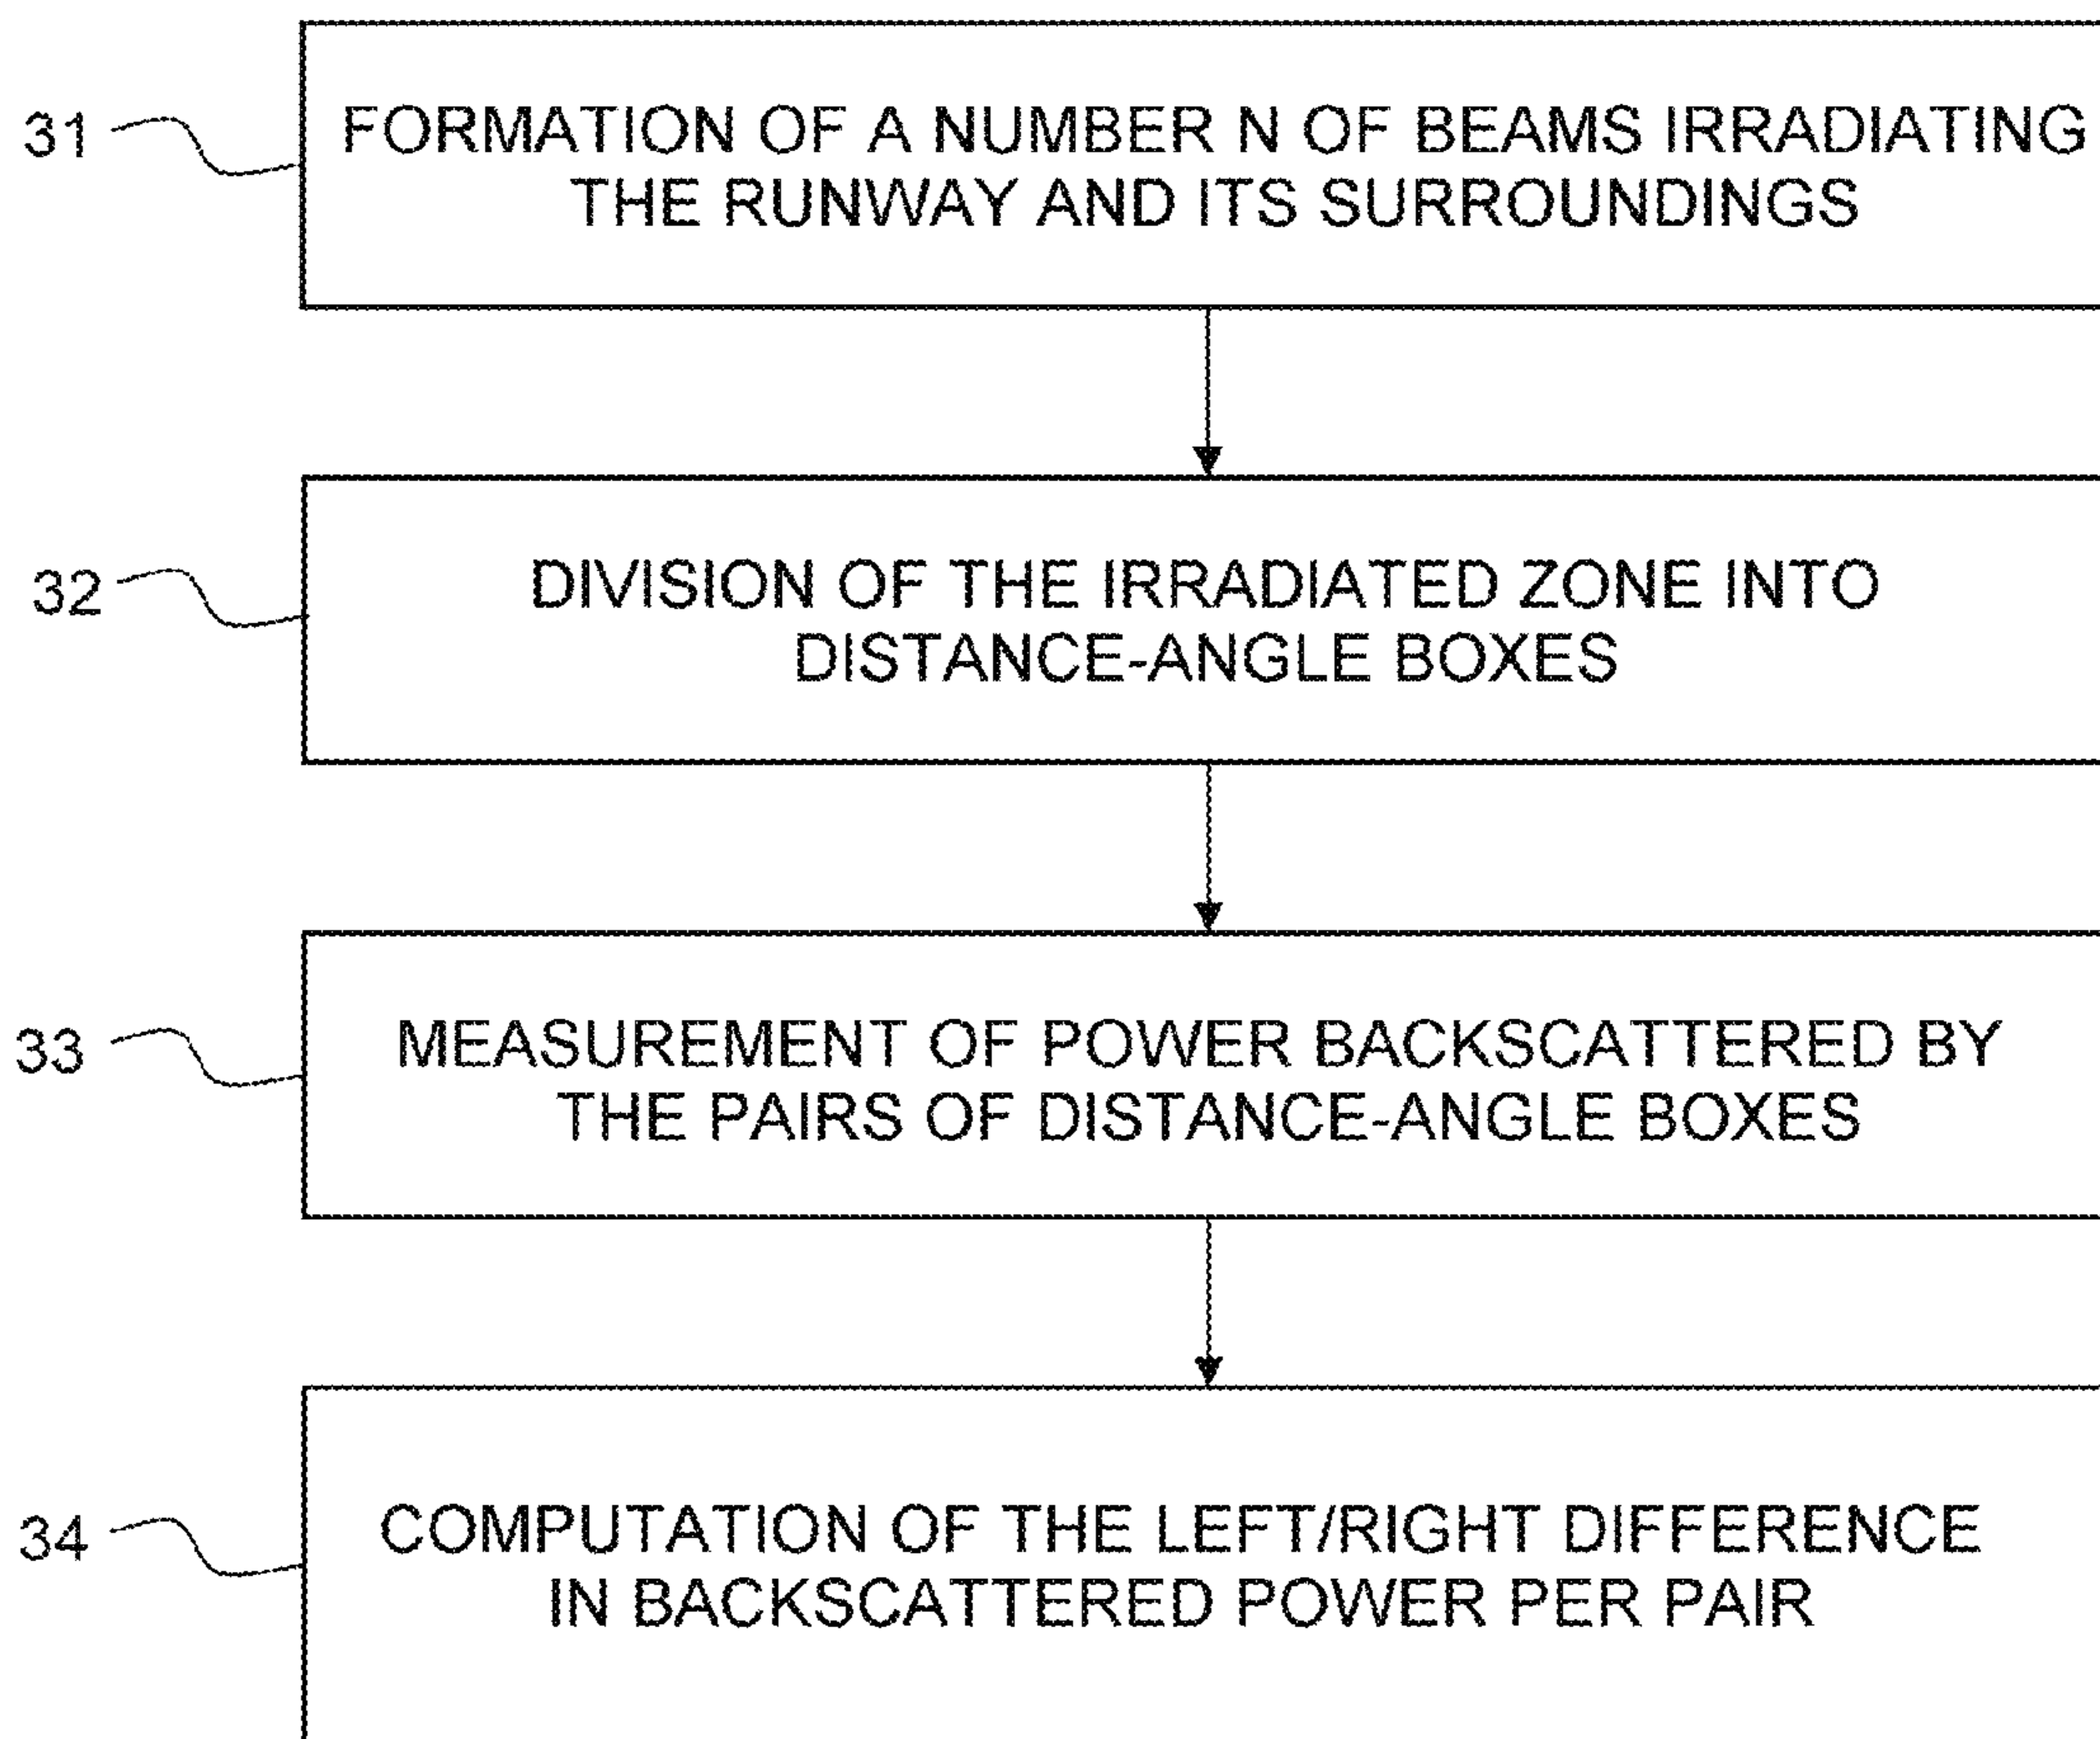 31
FORMATION OF A NUMBER N OF BEAMS IRRADIATING
THE RUNWAY AND ITS SURROUNDINGS
32
DIVISION OF THE IRRADIATED ZONE INTO
DISTANCE-ANGLE BOXES
33
MEASUREMENT OF POWER BACKSCATTERED BY
THE PAIRS OF DISTANCE-ANGLE BOXES
34
COMPUTATION OF THE LEFT/RIGHT DIFFERENCE
IN BACKSCATTERED POWER PER PAIR